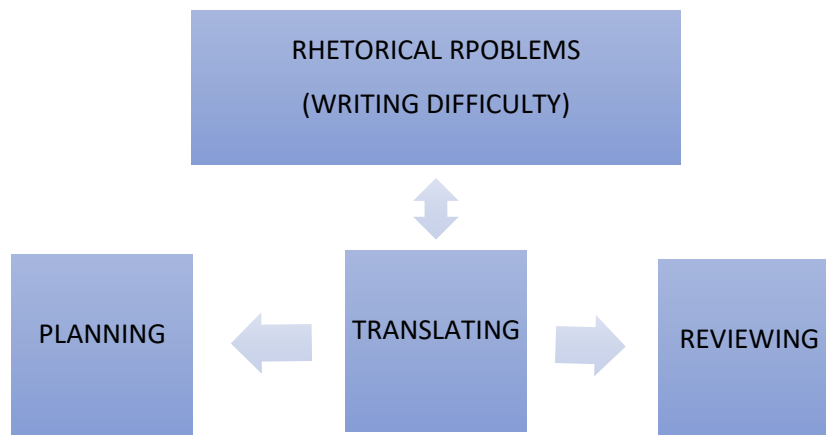 RHETORICAL RPOBLEMS
(WRITING DIFFICULTY)
PLANNING
TRANSLATING
REVIEWING